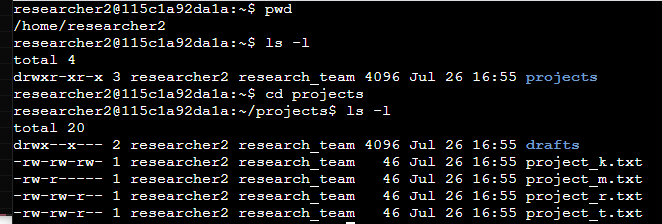 researcher2@115c1a92da1a:~$ pwd
/home/researcher2
researcher2@115c1a92da1a:~$ ls -l
total 4
drwxr-xr-x 3 researcher2 research_team 4096 Jul 26 16:55 projects
researcher2@115c1a92da1a:~$ cd projects
researcher2@115c1a92da1a:~/projects$ ls -l
total 20
drwx--x--- 2 researcher2 research_team 4096 Jul 26 16:55 drafts
-rw-rw-rw- 1 researcher2 research_team   46 Jul 26 16:55 project_k.txt
-rw-r----- 1 researcher2 research_team   46 Jul 26 16:55 project_m.txt
-rw-rw-r-- 1 researcher2 research_team   46 Jul 26 16:55 project_r.txt
-rw-rw-r-- 1 researcher2 research_team   46 Jul 26 16:55 project_t.txt